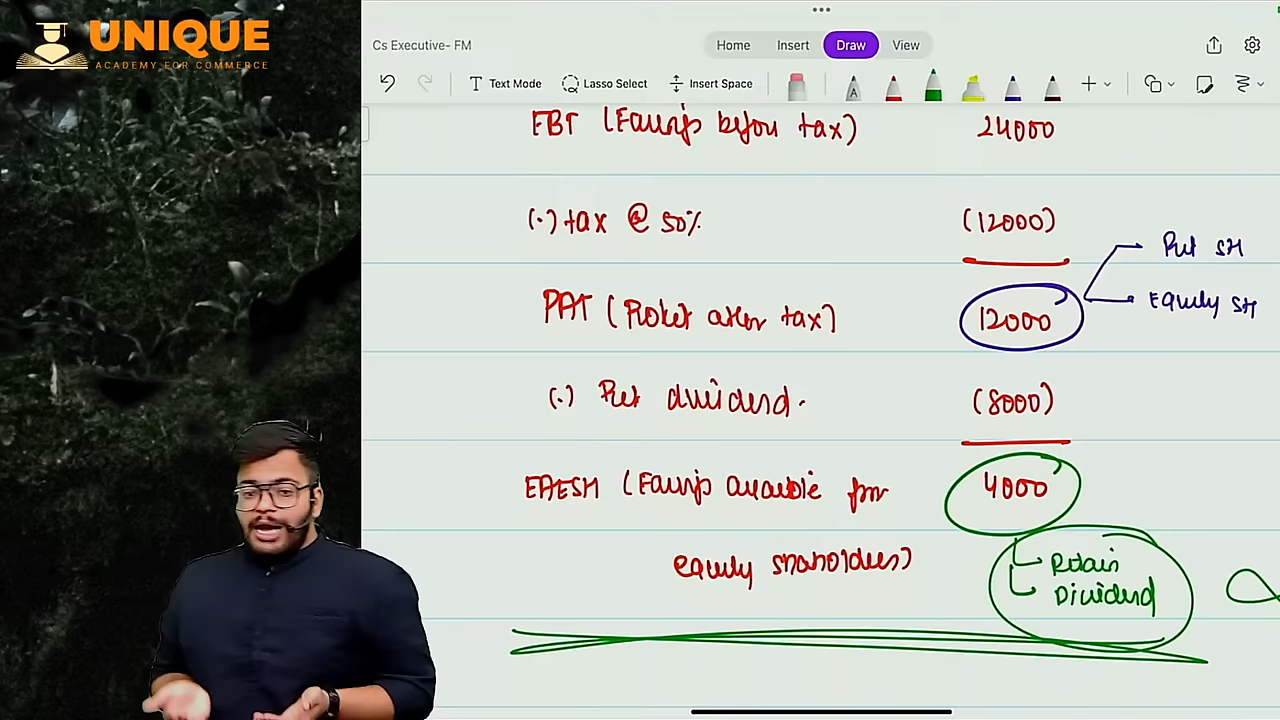 UNIQUE
ACADEMY FOR COMMERCE
Cs Executive- FM
Home Insert Draw View
Text Mode Lasso Select Insert Space
EBT (Earnings before tax) 24000
(-) tax @ 50% (12000)
Pref SH
PAT (Profit after tax) 12000
Equity SH
(-) Pref dividend. (8000)
EAESH (Earnings available for 4000
equity shareholders)
Retain
Dividend